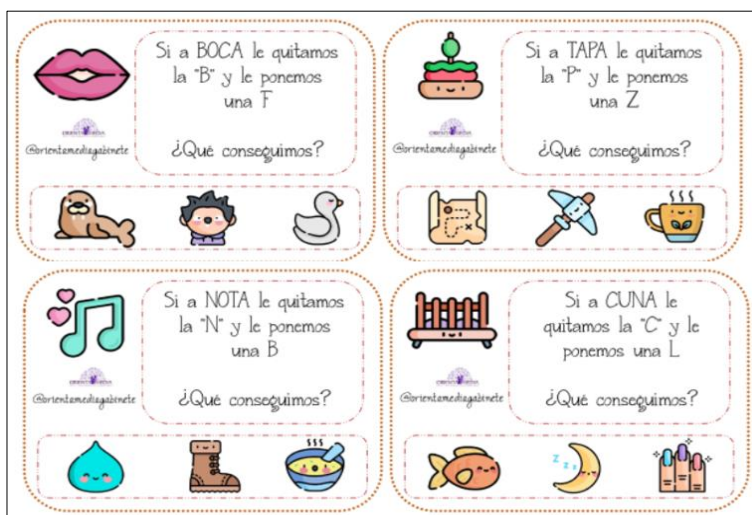 Si a BOCA le quitamos
la "B" y le ponemos
una F
¿Qué conseguimos?
@orientamediagabinete
Si a TAPA le quitamos
la "P" y le ponemos
una Z
¿Qué conseguimos?
@orientamediagabinete
Si a NOTA le quitamos
la "N" y le ponemos
una B
¿Qué conseguimos?
@orientamediagabinete
Si a CUNA le
quitamos la "C" y le
ponemos una L
¿Qué conseguimos?
@orientamediagabinete
z z z